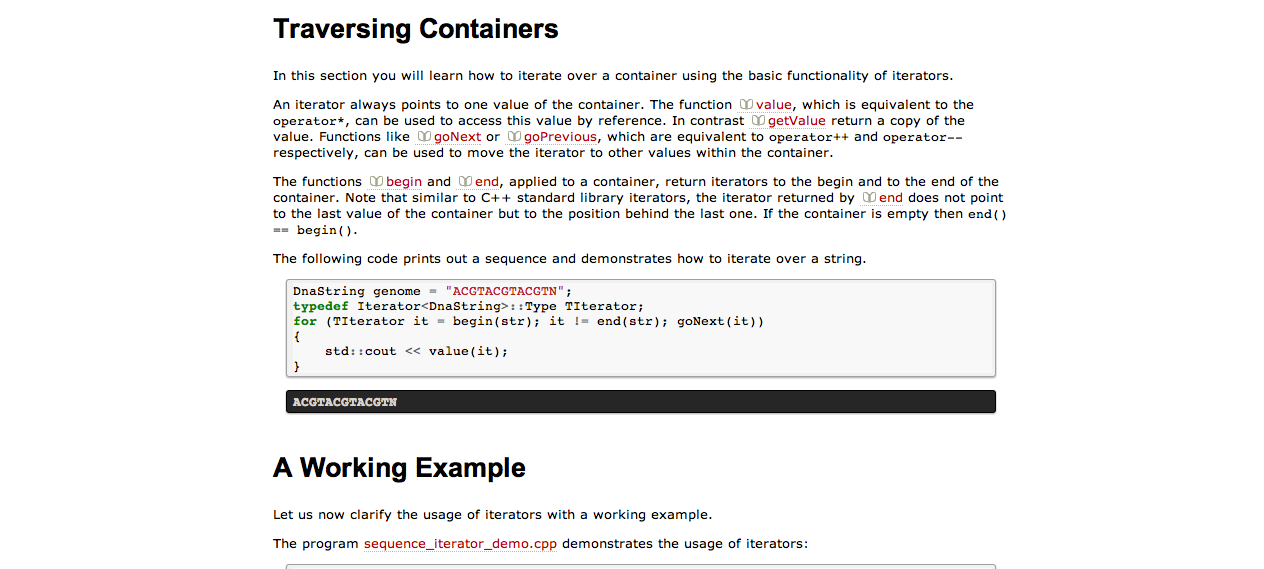 Traversing Containers
In this section you will learn how to iterate over a container using the basic functionality of iterators.
An iterator always points to one value of the container. The function value, which is equivalent to the
operator*, can be used to access this value by reference. In contrast getValue return a copy of the
value. Functions like goNext or goPrevious, which are equivalent to operator++ and operator--
respectively, can be used to move the iterator to other values within the container.
The functions begin and end, applied to a container, return iterators to the begin and to the end of the
container. Note that similar to C++ standard library iterators, the iterator returned by end does not point
to the last value of the container but to the position behind the last one. If the container is empty then end()
== begin().
The following code prints out a sequence and demonstrates how to iterate over a string.
DnaString genome = "ACGTACGTACGTN";
typedef Iterator<DnaString>::Type TIterator;
for (TIterator it = begin(str); it != end(str); goNext(it))
{
    std::cout << value(it);
}
ACGTACGTACGTN
A Working Example
Let us now clarify the usage of iterators with a working example.
The program sequence_iterator_demo.cpp demonstrates the usage of iterators: